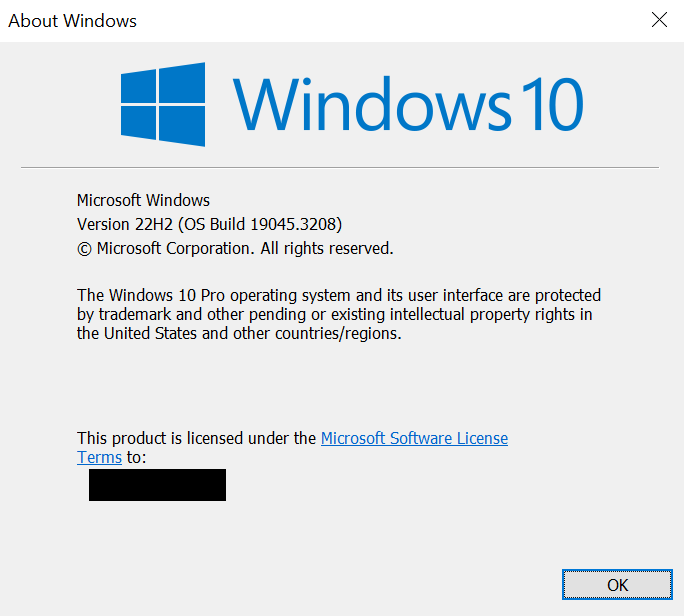 About Windows
Windows 10
Microsoft Windows
Version 22H2 (OS Build 19045.3208)
© Microsoft Corporation. All rights reserved.
The Windows 10 Pro operating system and its user interface are protected
by trademark and other pending or existing intellectual property rights in
the United States and other countries/regions.
This product is licensed under the Microsoft Software License
Terms to:
OK